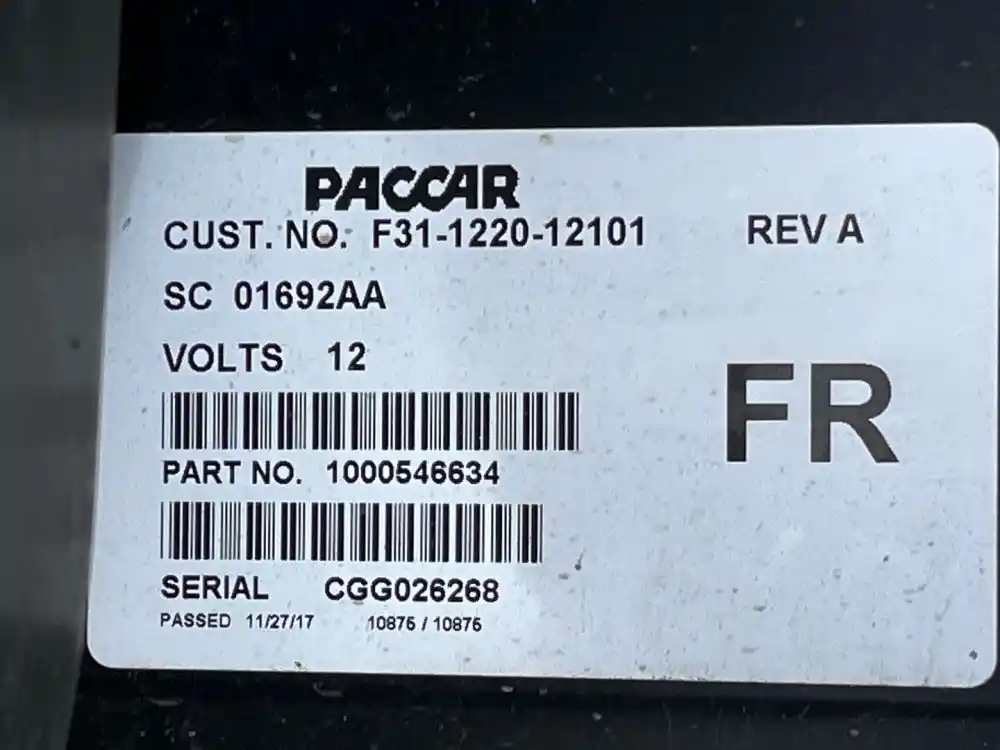 PACCAR
CUST. NO. F31-1220-12101 REV A
SC 01692AA
VOLTS 12
FR
PART NO. 1000546634
SERIAL CGG026268
PASSED 11/27/17 10875 / 10875